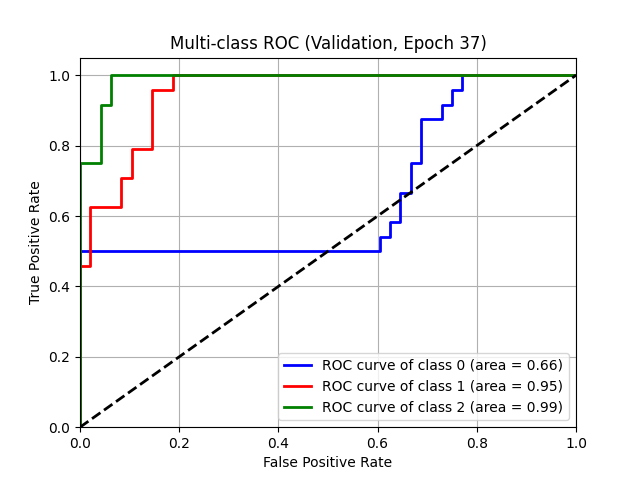 Multi-class ROC (Validation, Epoch 37)
True Positive Rate
1.0
0.8
0.6
0.4
0.2
0.0
ROC curve of class 0 (area = 0.66)
ROC curve of class 1 (area = 0.95)
ROC curve of class 2 (area = 0.99)
0.0 0.2 0.4 0.6 0.8 1.0
False Positive Rate